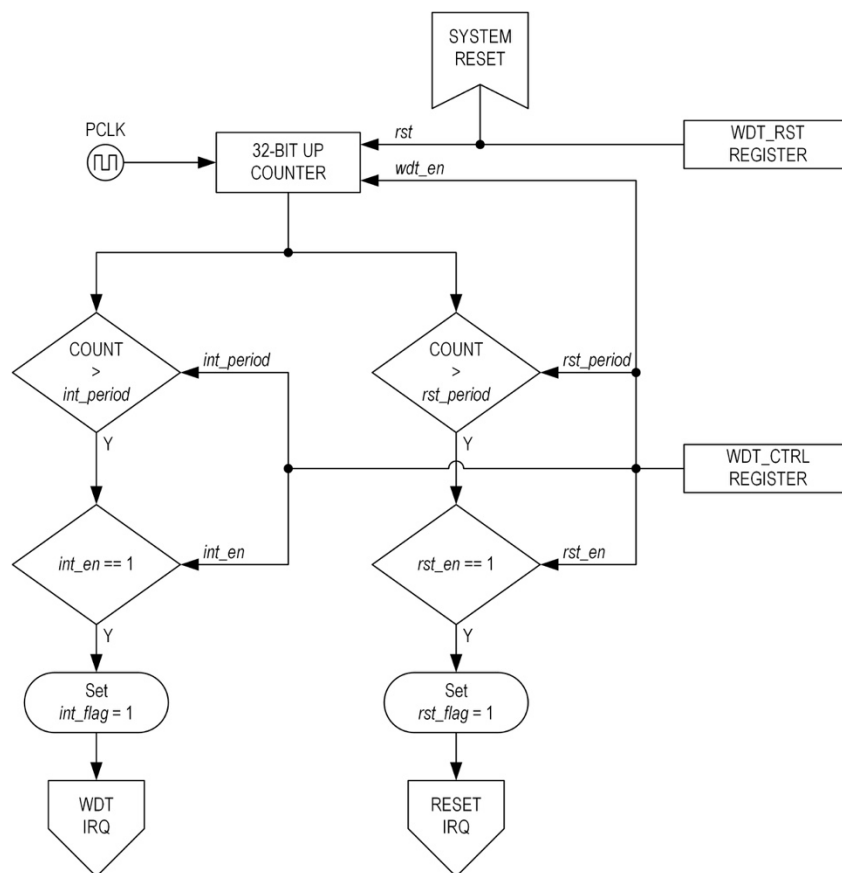 SYSTEM
RESET
PCLK
32-BIT UP
COUNTER
rst
wdt_en
WDT_RST
REGISTER
COUNT
>
int_period
int_period
COUNT
>
rst_period
rst_period
Y
Y
WDT_CTRL
REGISTER
int_en == 1
int_en
rst_en == 1
rst_en
Y
Y
Set
int_flag = 1
Set
rst_flag = 1
WDT
IRQ
RESET
IRQ